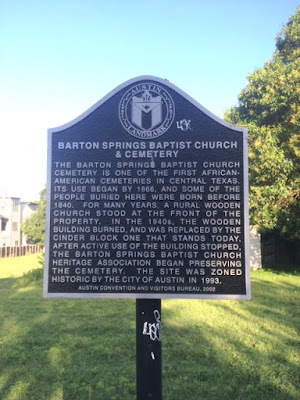 AUSTIN
LANDMARK
BARTON SPRINGS BAPTIST CHURCH
& CEMETERY
THE BARTON SPRINGS BAPTIST CHURCH
CEMETERY IS ONE OF THE FIRST AFRICAN-
AMERICAN CEMETERIES IN CENTRAL TEXAS.
ITS USE BEGAN BY 1866, AND SOME OF THE
PEOPLE BURIED HERE WERE BORN BEFORE
1840. FOR MANY YEARS, A RURAL WOODEN
CHURCH STOOD AT THE FRONT OF THE
PROPERTY. IN THE 1940S, THE WOODEN
BUILDING BURNED, AND WAS REPLACED BY THE
CINDER BLOCK ONE THAT STANDS TODAY.
AFTER ACTIVE USE OF THE BUILDING STOPPED,
THE BARTON SPRINGS BAPTIST CHURCH
HERITAGE ASSOCIATION BEGAN PRESERVING
THE CEMETERY. THE SITE WAS ZONED
HISTORIC BY THE CITY OF AUSTIN IN 1993.
AUSTIN CONVENTION AND VISITORS BUREAU, 2002